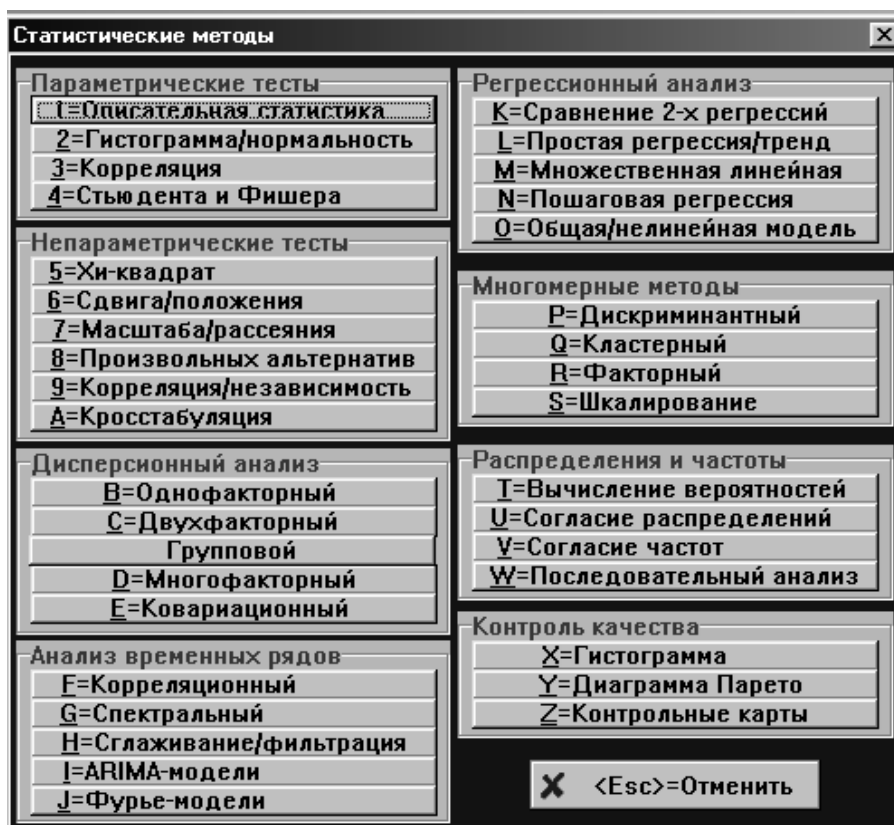 Статистические методы
Параметрические тесты
1=Описательная статистика
2=Гистограмма/нормальность
3=Корреляция
4=Стьюдента и Фишера
Непараметрические тесты
5=Хи-квадрат
6=Сдвига/положения
7=Масштаба/рассеяния
8=Произвольных альтернатив
9=Корреляция/независимость
A=Кросстабуляция
Дисперсионный анализ
B=Однофакторный
C=Двухфакторный
Групповой
D=Многофакторный
E=Ковариационный
Анализ временных рядов
F=Корреляционный
G=Спектральный
H=Сглаживание/фильтрация
I=ARIMA-модели
J=Фурье-модели
Регрессионный анализ
K=Сравнение 2-х регрессий
L=Простая регрессия/тренд
M=Множественная линейная
N=Пошаговая регрессия
O=Общая/нелинейная модель
Многомерные методы
P=Дискриминантный
Q=Кластерный
R=Факторный
S=Шкалирование
Распределения и частоты
T=Вычисление вероятностей
U=Согласие распределений
V=Согласие частот
W=Последовательный анализ
Контроль качества
X=Гистограмма
Y=Диаграмма Парето
Z=Контрольные карты
<Esc>=Отменить